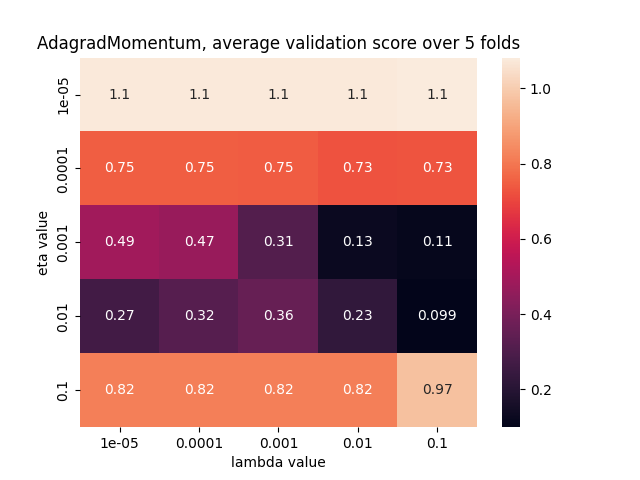 AdagradMomentum, average validation score over 5 folds
1e-05 1.1 1.1 1.1 1.1 1.1
0.0001 0.75 0.75 0.75 0.73 0.73
0.001 0.49 0.47 0.31 0.13 0.11
0.01 0.27 0.32 0.36 0.23 0.099
0.1 0.82 0.82 0.82 0.82 0.97
eta value
1e-05 0.0001 0.001 0.01 0.1
lambda value
1.0
0.8
0.6
0.4
0.2